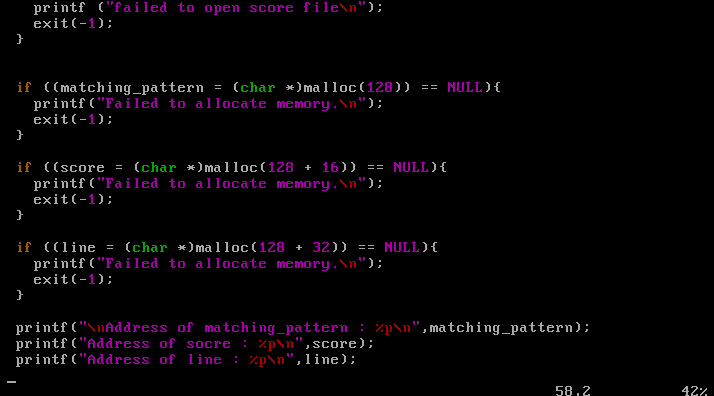 printf ("failed to open score file\n");
exit(-1);
}
if ((matching_pattern = (char *)malloc(128)) == NULL){
printf("Failed to allocate memory.\n");
exit(-1);
}
if ((score = (char *)malloc(128 + 16)) == NULL){
printf("Failed to allocate memory.\n");
exit(-1);
}
if ((line = (char *)malloc(128 + 32)) == NULL){
printf("Failed to allocate memory.\n");
exit(-1);
}
printf("\nAddress of matching_pattern : %p\n",matching_pattern);
printf("Address of socre : %p\n",score);
printf("Address of line : %p\n",line);
58,2 42%